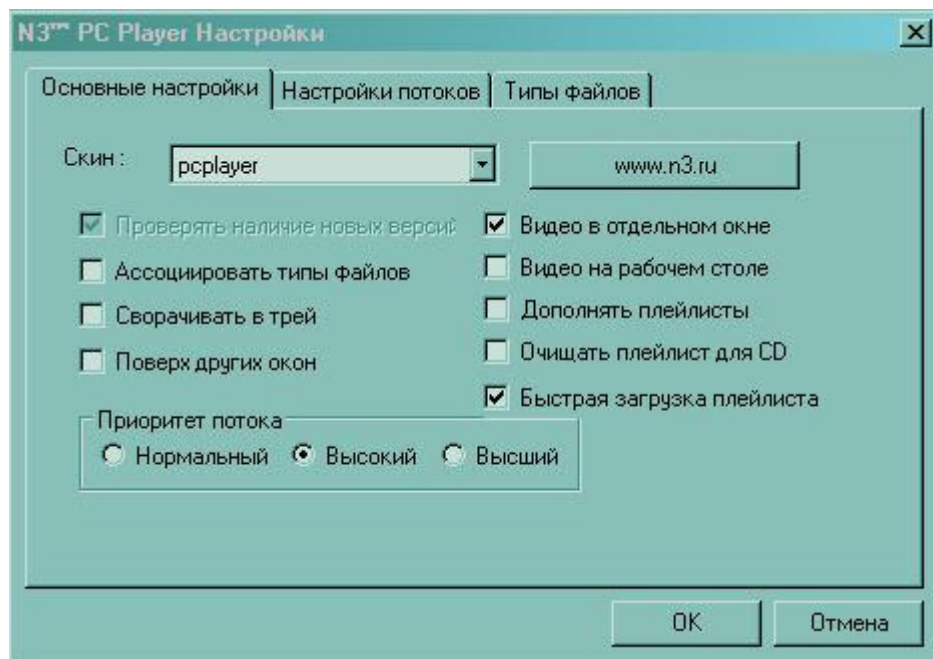 N3™ PC Player Настройки
Основные настройки Настройки потоков Типы файлов
Скин : pcplayer www.n3.ru
Проверять наличие новых версий Видео в отдельном окне
Ассоциировать типы файлов Видео на рабочем столе
Сворачивать в трей Дополнять плейлисты
Поверх других окон Очищать плейлист для CD
Быстрая загрузка плейлиста
Приоритет потока
Нормальный Высокий Высший
OK Отмена